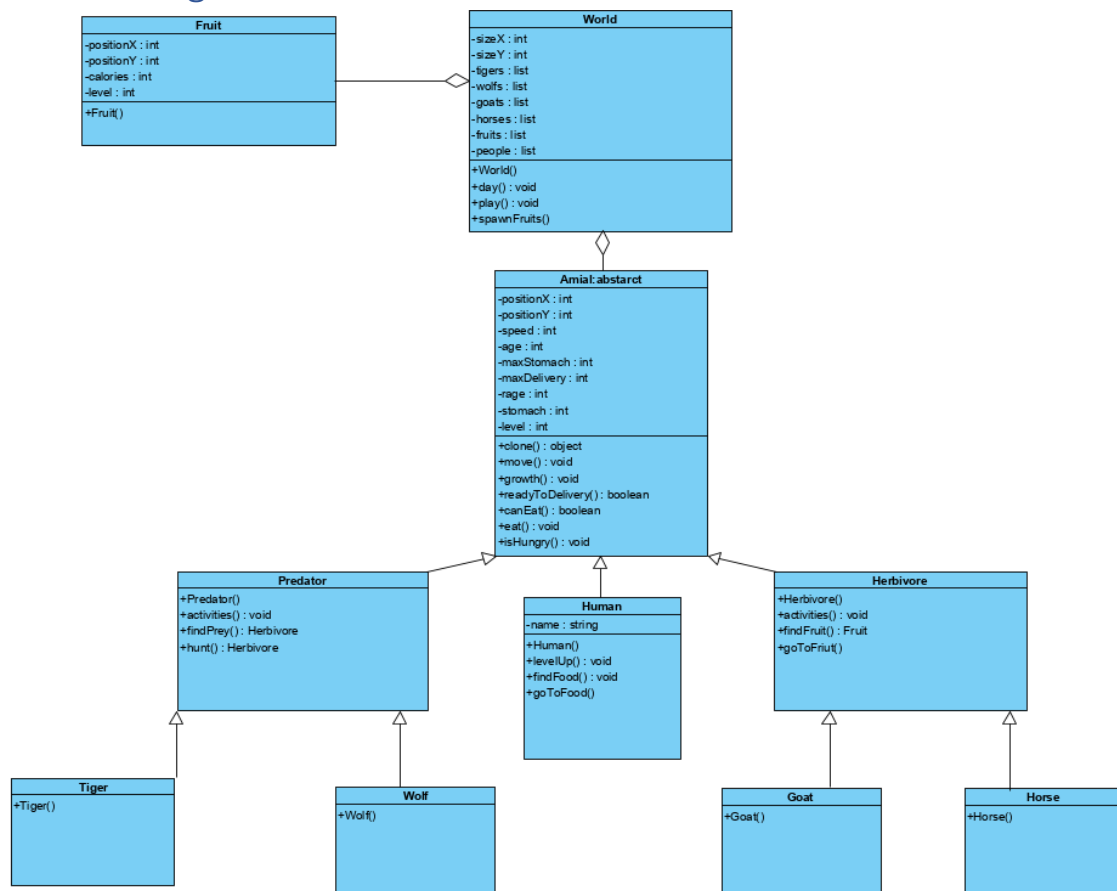 Fruit
-positionX : int
-positionY : int
-calories : int
-level : int
+Fruit()
World
-sizeX : int
-sizeY : int
-tigers : list
-wolfs : list
-goats : list
-horses : list
-fruits : list
-people : list
+World()
+day() : void
+play() : void
+spawnFruits()
Amial:abstarct
-positionX : int
-positionY : int
-speed : int
-age : int
-maxStomach : int
-maxDelivery : int
-rage : int
-stomach : int
-level : int
+clone() : object
+move() : void
+growth() : void
+readyToDelivery() : boolean
+canEat() : boolean
+eat() : void
+isHungry() : void
Predator
+Predator()
+activities() : void
+findPrey() : Herbivore
+hunt() : Herbivore
Human
-name : string
+Human()
+levelUp() : void
+findFood() : void
+goToFood()
Herbivore
+Herbivore()
+activities() : void
+findFruit() : Fruit
+goToFriut()
Tiger
+Tiger()
Wolf
+Wolf()
Goat
+Goat()
Horse
+Horse()